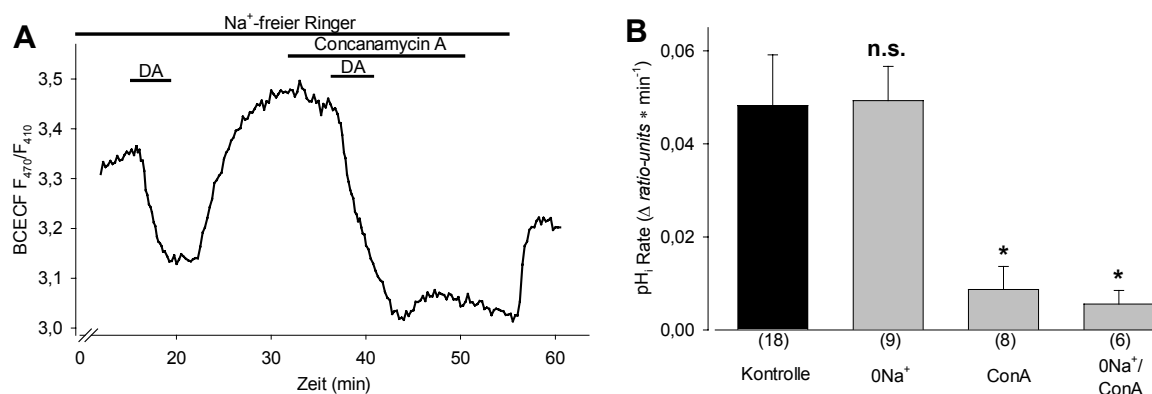 A
Na⁺-freier Ringer
Concanamycin A
DA
DA
BCECF F₄₇₀/F₄₁₀
3,5
3,4
3,3
3,2
3,1
3,0
0
20
30
40
50
60
Zeit (min)
B
pHᵢ Rate (Δ ratio-units * min⁻¹)
0,06
0,04
0,02
0,00
n.s.
*
*
(18)
(9)
(8)
(6)
Kontrolle
0Na⁺
ConA
0Na⁺/
ConA